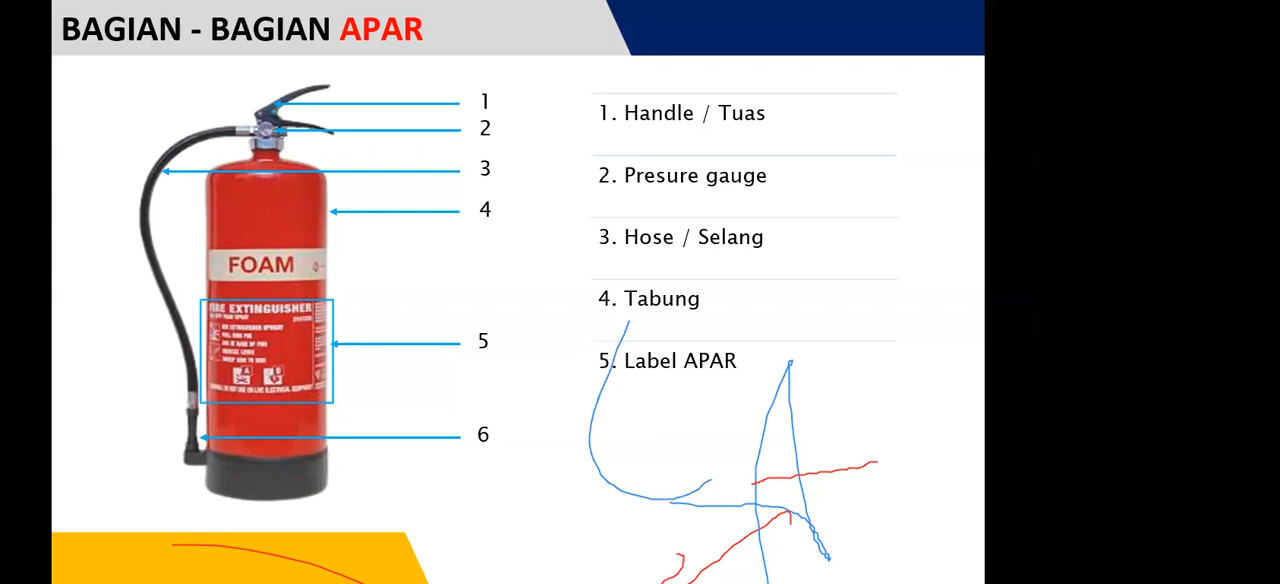 BAGIAN - BAGIAN APAR
1
2
3
4
5
6
FOAM
FIRE EXTINGUISHER
1. Handle / Tuas
2. Presure gauge
3. Hose / Selang
4. Tabung
5. Label APAR